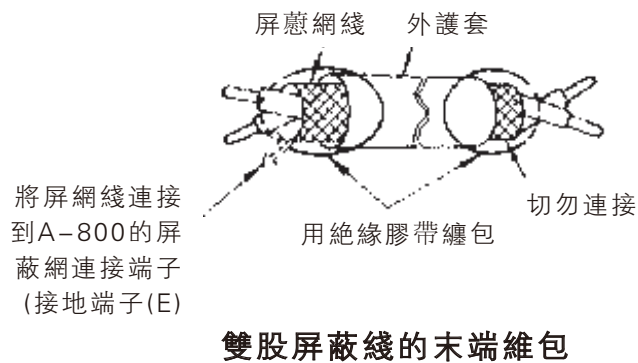 屏蔚網綫
外護套
將屏網綫連接
到A–800的屏
蔽網連接端子
(接地端子(E)
用絶緣膠帶纏包
切勿連接
雙股屏蔽綫的末端維包